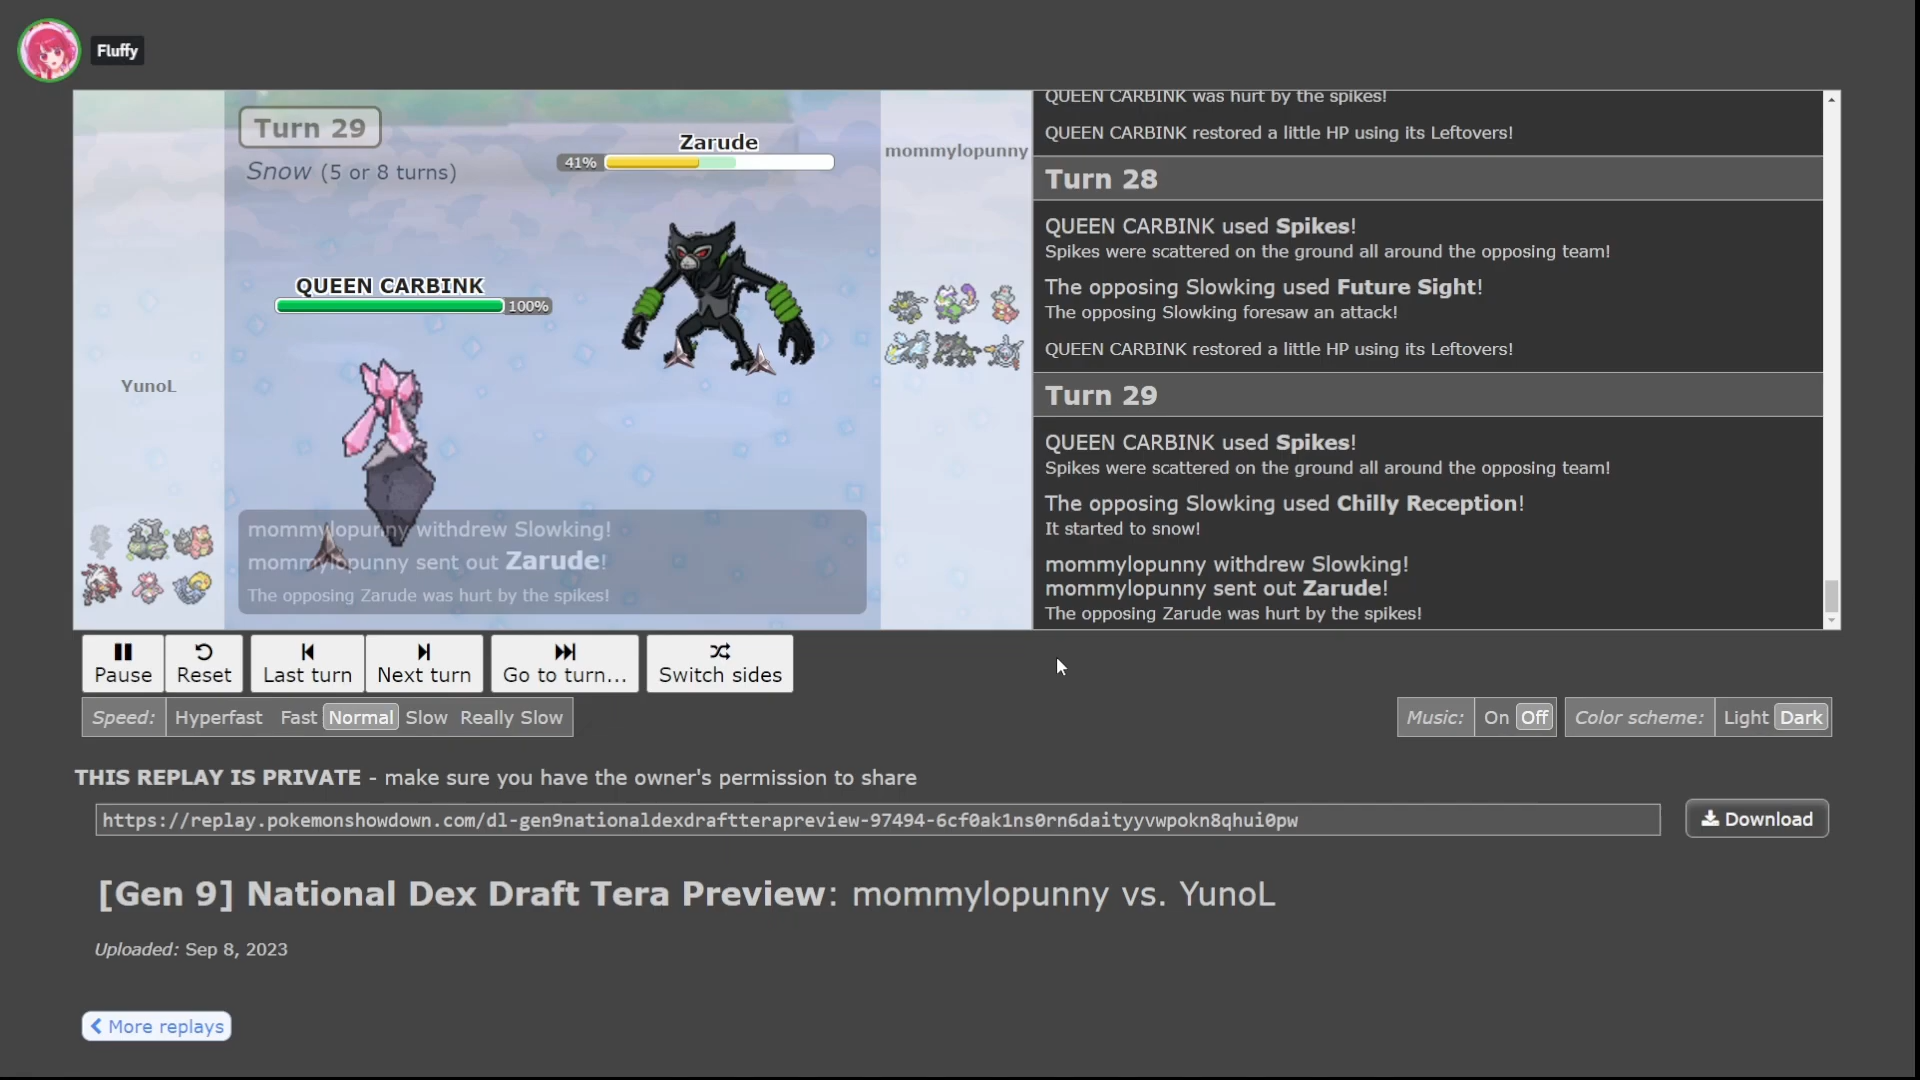 Fluffy
Turn 29
Snow (5 or 8 turns)
Zarude
41%
QUEEN CARBINK
100%
YunoL
mommylopunny
mommylopunny withdrew Slowking!
mommylopunny sent out Zarude!
The opposing Zarude was hurt by the spikes!
QUEEN CARBINK was hurt by the spikes!
QUEEN CARBINK restored a little HP using its Leftovers!
Turn 28
QUEEN CARBINK used Spikes!
Spikes were scattered on the ground all around the opposing team!
The opposing Slowking used Future Sight!
The opposing Slowking foresaw an attack!
QUEEN CARBINK restored a little HP using its Leftovers!
Turn 29
QUEEN CARBINK used Spikes!
Spikes were scattered on the ground all around the opposing team!
The opposing Slowking used Chilly Reception!
It started to snow!
mommylopunny withdrew Slowking!
mommylopunny sent out Zarude!
The opposing Zarude was hurt by the spikes!
Pause Reset Last turn Next turn Go to turn... Switch sides
Speed: Hyperfast Fast Normal Slow Really Slow
Music: On Off
Color scheme: Light Dark
THIS REPLAY IS PRIVATE - make sure you have the owner's permission to share
https://replay.pokemonshowdown.com/dl-gen9nationaldexdraftterapreview-97494-6cf0ak1ns0rn6daityyvwpokn8qhui0pw
Download
[Gen 9] National Dex Draft Tera Preview: mommylopunny vs. YunoL
Uploaded: Sep 8, 2023
More replays